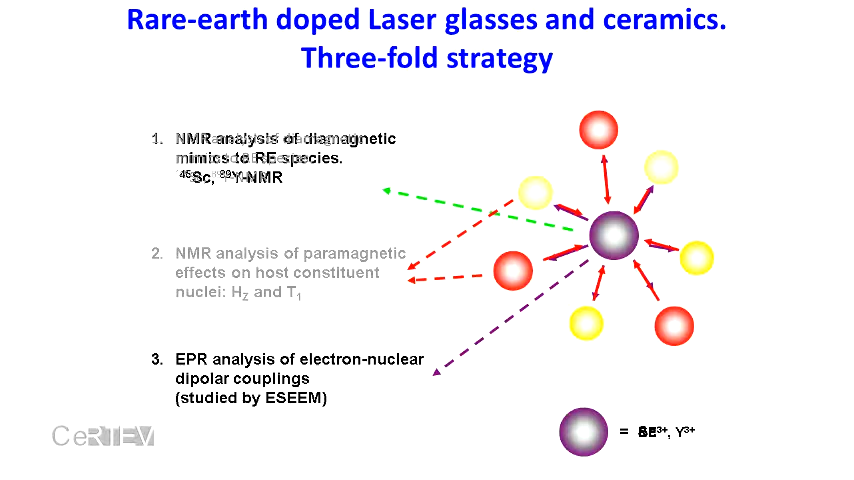 Rare-earth doped Laser glasses and ceramics.
Three-fold strategy
1. NMR analysis of diamagnetic
mimics to RE species.
⁴⁵Sc, ⁸⁹Y-NMR
2. NMR analysis of paramagnetic
effects on host constituent
nuclei: H_Z and T₁
3. EPR analysis of electron-nuclear
dipolar couplings
(studied by ESEEM)
CeRTEV
= , Y³⁺